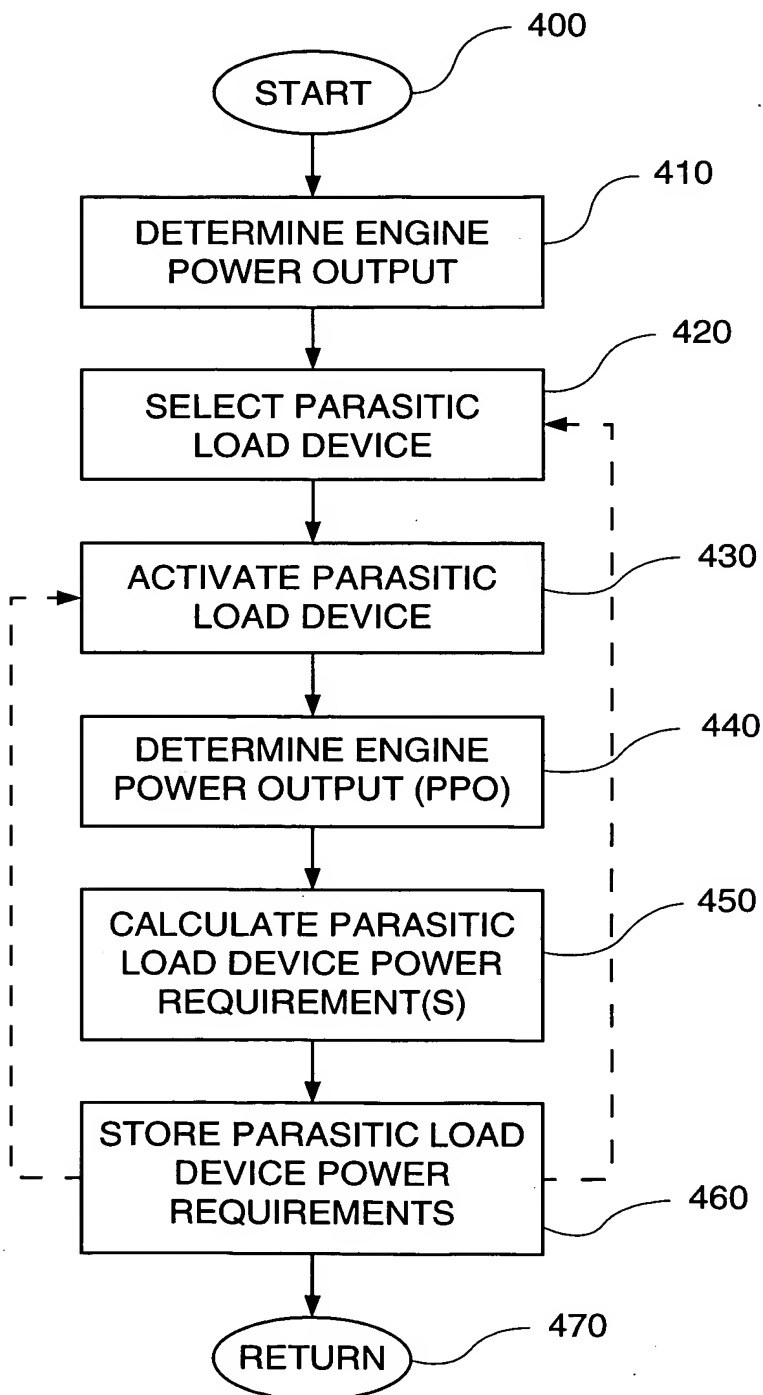 400
START
410
DETERMINE ENGINE
POWER OUTPUT
420
SELECT PARASITIC
LOAD DEVICE
430
ACTIVATE PARASITIC
LOAD DEVICE
440
DETERMINE ENGINE
POWER OUTPUT (PPO)
450
CALCULATE PARASITIC
LOAD DEVICE POWER
REQUIREMENT(S)
STORE PARASITIC LOAD
DEVICE POWER
REQUIREMENTS
460
470
RETURN